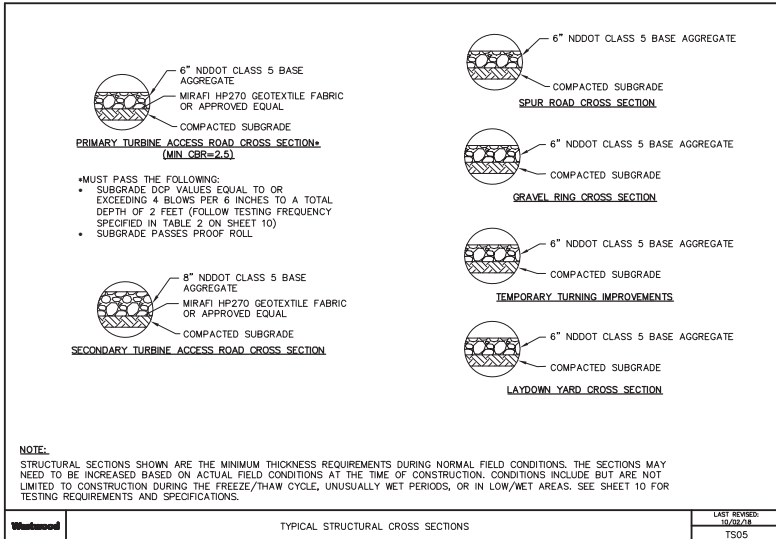 6" NDDOT CLASS 5 BASE
AGGREGATE
MIRAFI HP270 GEOTEXTILE FABRIC
OR APPROVED EQUAL
COMPACTED SUBGRADE
PRIMARY TURBINE ACCESS ROAD CROSS SECTION*
(MIN CBR=2.5)
*MUST PASS THE FOLLOWING:
• SUBGRADE DCP VALUES EQUAL TO OR
EXCEEDING 4 BLOWS PER 6 INCHES TO A TOTAL
DEPTH OF 2 FEET (FOLLOW TESTING FREQUENCY
SPECIFIED IN TABLE 2 ON SHEET 10)
• SUBGRADE PASSES PROOF ROLL
8" NDDOT CLASS 5 BASE
AGGREGATE
MIRAFI HP270 GEOTEXTILE FABRIC
OR APPROVED EQUAL
COMPACTED SUBGRADE
SECONDARY TURBINE ACCESS ROAD CROSS SECTION
6" NDDOT CLASS 5 BASE AGGREGATE
COMPACTED SUBGRADE
SPUR ROAD CROSS SECTION
6" NDDOT CLASS 5 BASE AGGREGATE
COMPACTED SUBGRADE
GRAVEL RING CROSS SECTION
6" NDDOT CLASS 5 BASE AGGREGATE
COMPACTED SUBGRADE
TEMPORARY TURNING IMPROVEMENTS
6" NDDOT CLASS 5 BASE AGGREGATE
COMPACTED SUBGRADE
LAYDOWN YARD CROSS SECTION
NOTE:
STRUCTURAL SECTIONS SHOWN ARE THE MINIMUM THICKNESS REQUIREMENTS DURING NORMAL FIELD CONDITIONS. THE SECTIONS MAY
NEED TO BE INCREASED BASED ON ACTUAL FIELD CONDITIONS AT THE TIME OF CONSTRUCTION. CONDITIONS INCLUDE BUT ARE NOT
LIMITED TO CONSTRUCTION DURING THE FREEZE/THAW CYCLE, UNUSUALLY WET PERIODS, OR IN LOW/WET AREAS. SEE SHEET 10 FOR
TESTING REQUIREMENTS AND SPECIFICATIONS.
Westwood
TYPICAL STRUCTURAL CROSS SECTIONS
LAST REVISED:
10/02/18
TS05